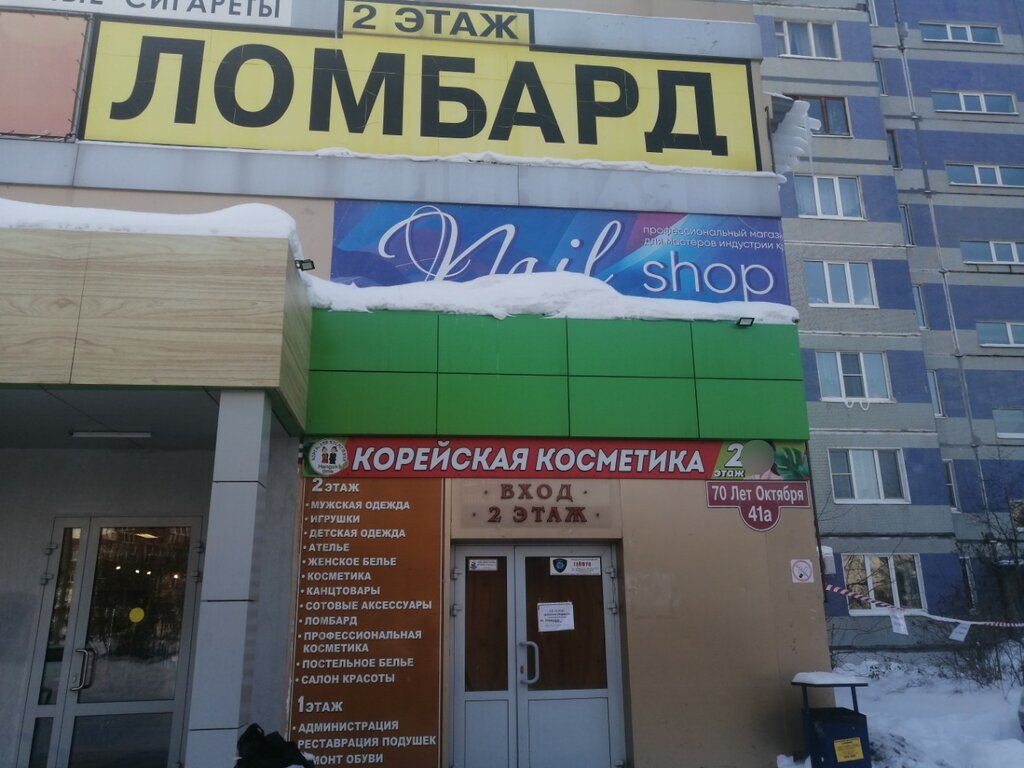 СИГАРЕТЫ
2 ЭТАЖ
ЛОМБАРД
Nail shop
профессиональный
для мастеров индустрии
КОРЕЙСКАЯ КОСМЕТИКА
2
ЭТАЖ
70 Лет Октября
41а
ВХОД
2 ЭТАЖ
2 ЭТАЖ
• МУЖСКАЯ ОДЕЖДА
• ИГРУШКИ
• ДЕТСКАЯ ОДЕЖДА
• АТЕЛЬЕ
• ЖЕНСКОЕ БЕЛЬЕ
• КОСМЕТИКА
• КАНЦТОВАРЫ
• СОТОВЫЕ АКСЕССУАРЫ
• ЛОМБАРД
• ПРОФЕССИОНАЛЬНАЯ
КОСМЕТИКА
• ПОСТЕЛЬНОЕ БЕЛЬЕ
• САЛОН КРАСОТЫ
1 ЭТАЖ
• АДМИНИСТРАЦИЯ
РЕСТАВРАЦИЯ ПОДУШЕК
ОБУВИ